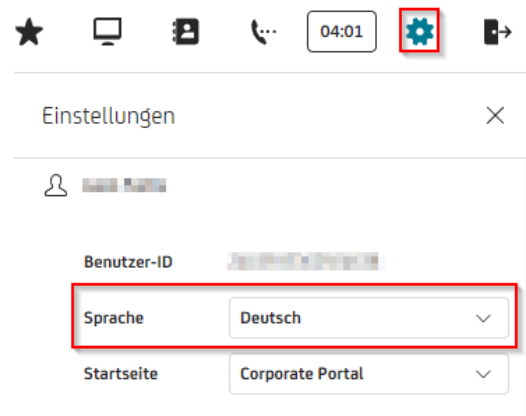 04:01
Einstellungen
Benutzer-ID
Sprache Deutsch
Startseite Corporate Portal